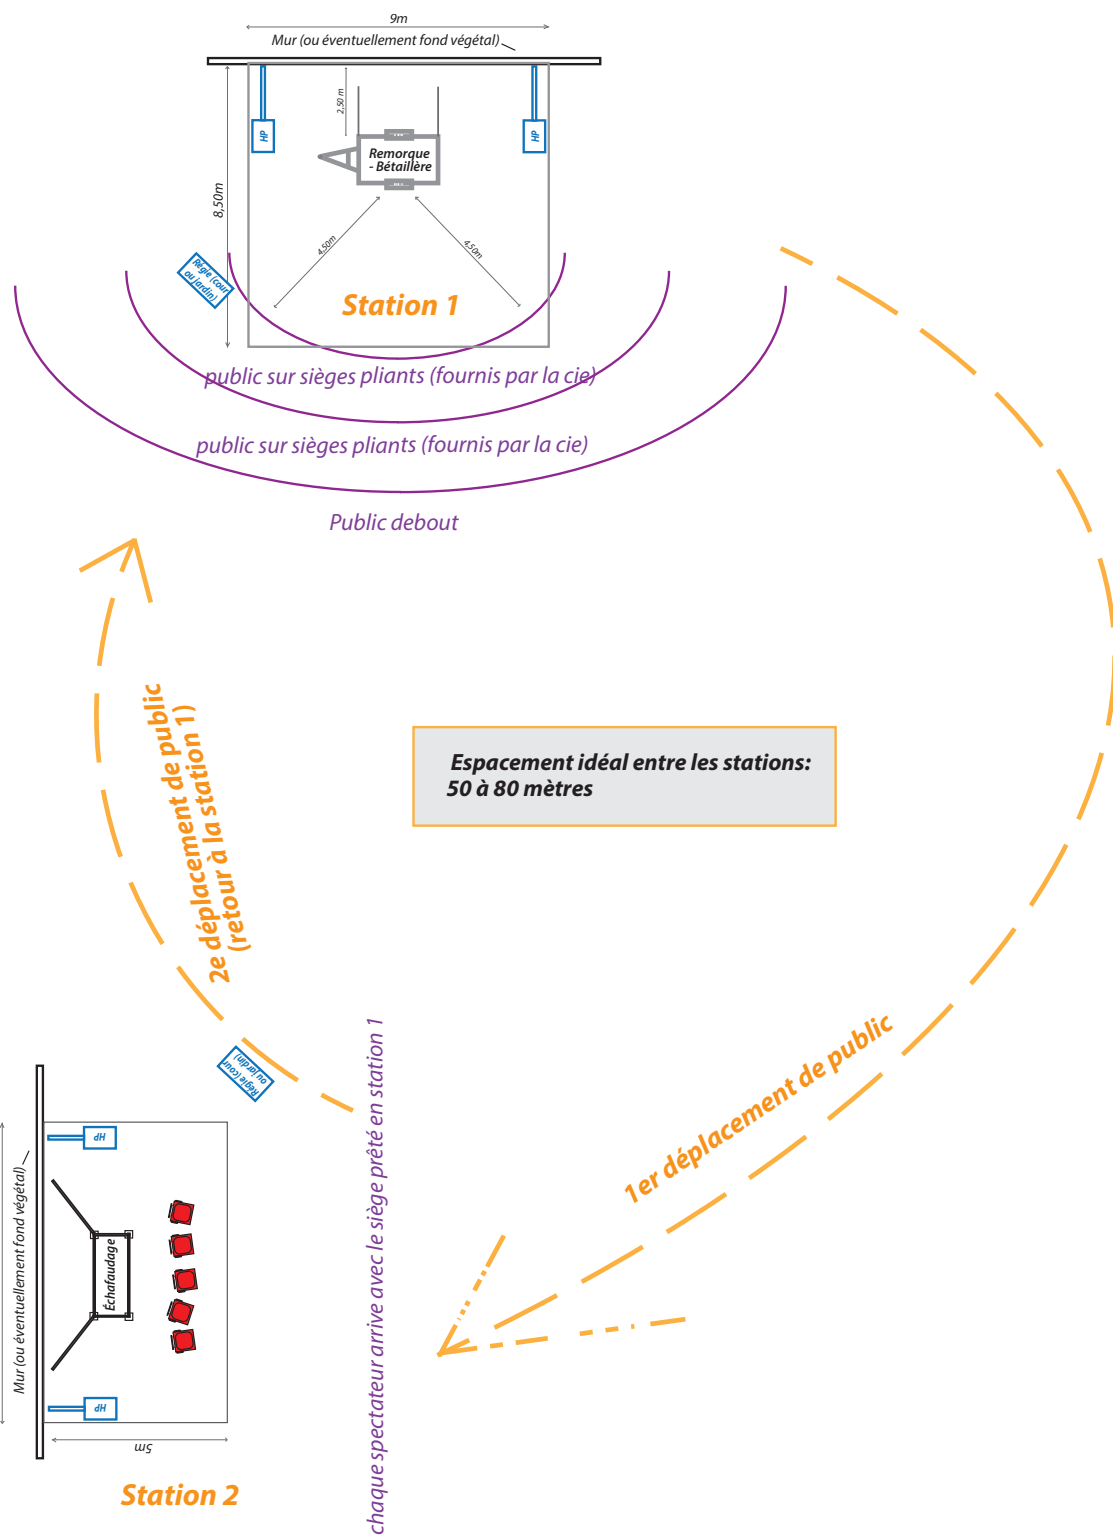 9m
Mur (ou éventuellement fond végétal)
2,50 m
HP
HP
Remorque
- Bétaillère
8,50m
4,50m
4,50m
Régie (cour
ou jardin)
Station 1
public sur sièges pliants (fournis par la cie)
public sur sièges pliants (fournis par la cie)
Public debout
2e déplacement de public
(retour à la station 1)
Espacement idéal entre les stations:
50 à 80 mètres
1er déplacement de public
chaque spectateur arrive avec le siège prêté en station 1
Régie (cour
ou jardin)
HP
Mur (ou éventuellement fond végétal)
Échafaudage
HP
5m
Station 2